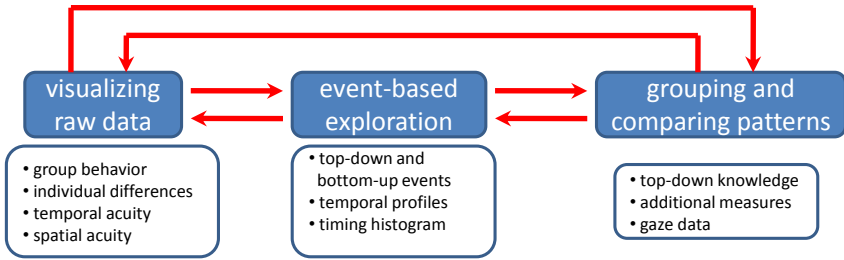 visualizing
raw data
• group behavior
• individual differences
• temporal acuity
• spatial acuity
event-based
exploration
• top-down and
bottom-up events
• temporal profiles
• timing histogram
grouping and
comparing patterns
• top-down knowledge
• additional measures
• gaze data